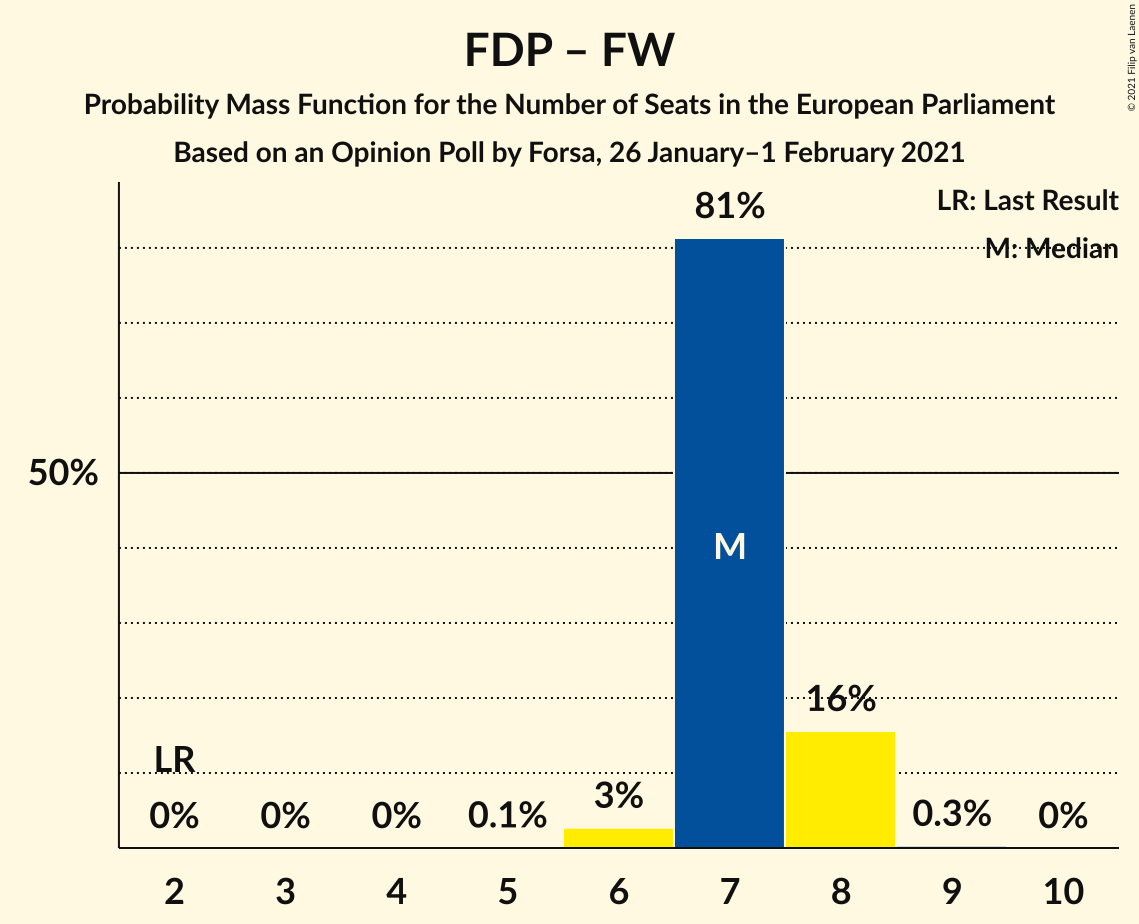 FDP – FW
Probability Mass Function for the Number of Seats in the European Parliament
Based on an Opinion Poll by Forsa, 26 January–1 February 2021
© 2021 Filip van Laenen
LR: Last Result
M: Median
81%
50%
M
16%
LR
0%
0%
0%
0.1%
3%
0.3%
0%
2 3 4 5 6 7 8 9 10